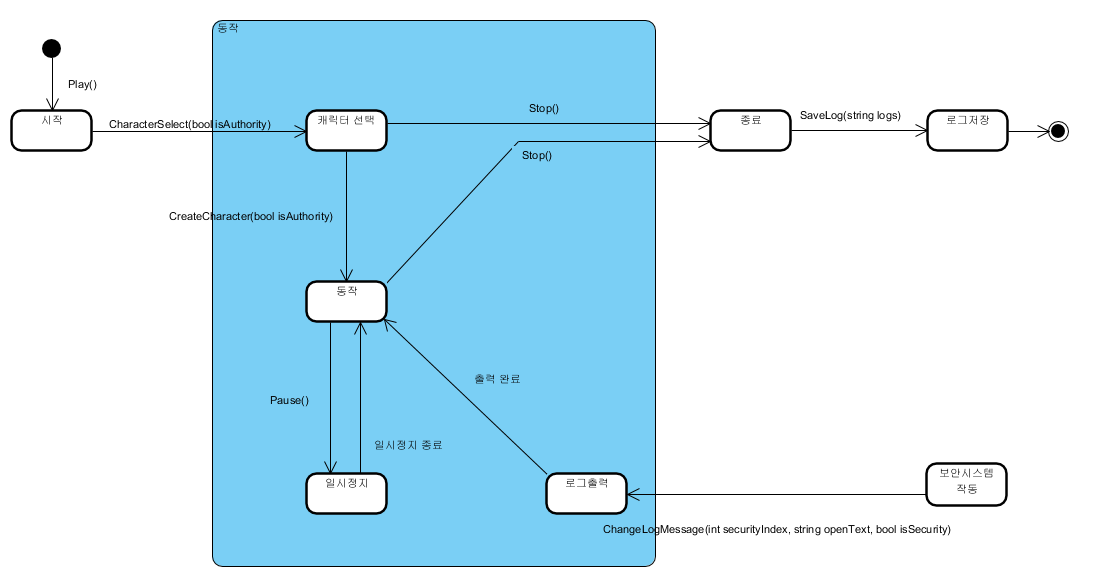 동작
Play()
시작
CharacterSelect(bool isAuthority)
캐릭터 선택
Stop()
종료
SaveLog(string logs)
로그저장
Stop()
CreateCharacter(bool isAuthority)
동작
출력 완료
Pause()
일시정지 종료
일시정지
로그출력
보안시스템
작동
ChangeLogMessage(int securityIndex, string openText, bool isSecurity)